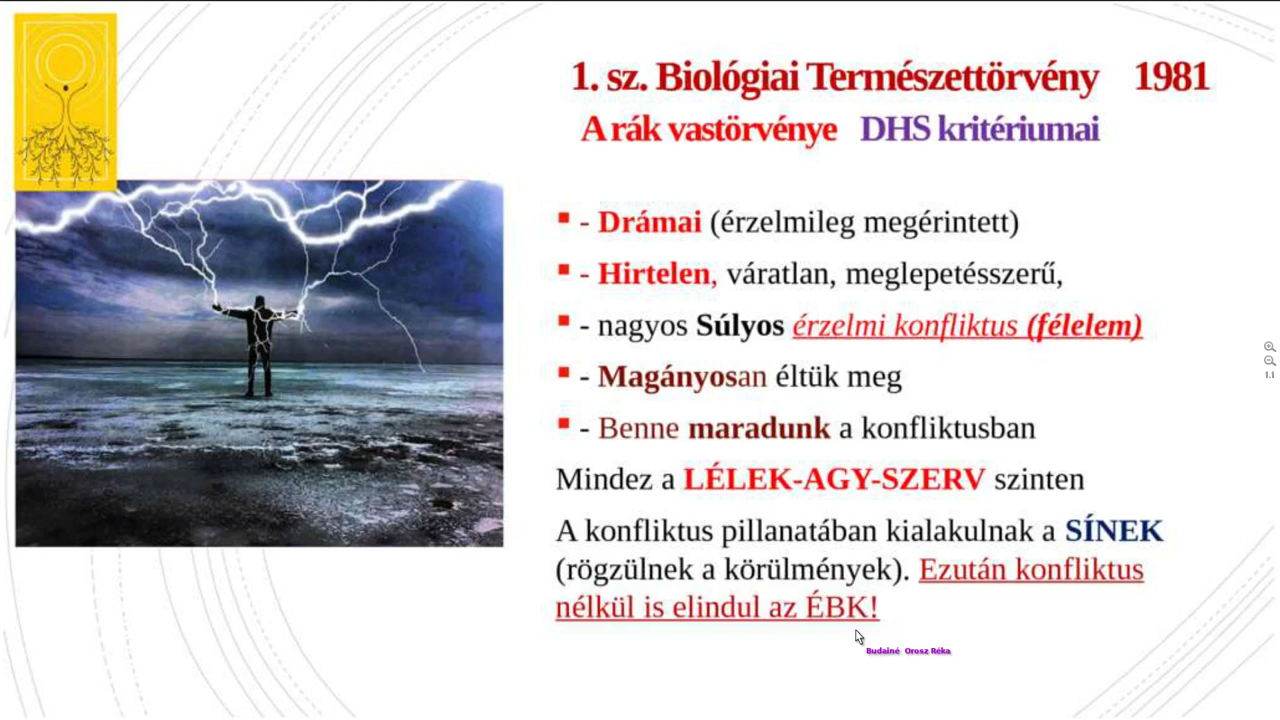 1. sz. Biológiai Természettörvény 1981
A rák vastörvénye DHS kritériumai
- Drámai (érzelmileg megérintett)
- Hirtelen, váratlan, meglepetésszerű,
- nagyos Súlyos érzelmi konfliktus (félelem)
- Magányosan éltük meg
- Benne maradunk a konfliktusban
Mindez a LÉLEK-AGY-SZERV szinten
A konfliktus pillanatában kialakulnak a SÍNEK
(rögzülnek a körülmények). Ezután konfliktus
nélkül is elindul az ÉBK!
Budainé Orosz Réka
1.1